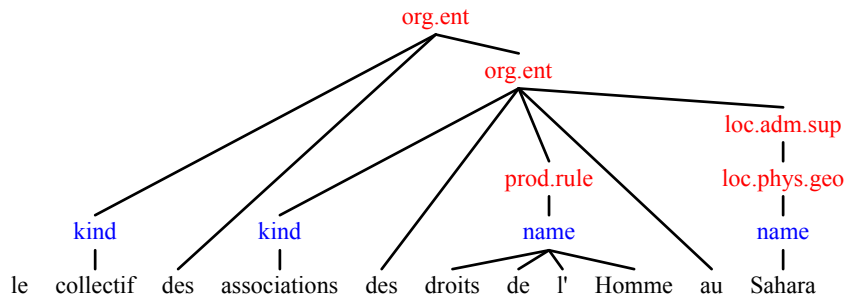 org.ent
org.ent
loc.adm.sup
prod.rule loc.phys.geo
kind kind name name
le collectif des associations des droits de l' Homme au Sahara